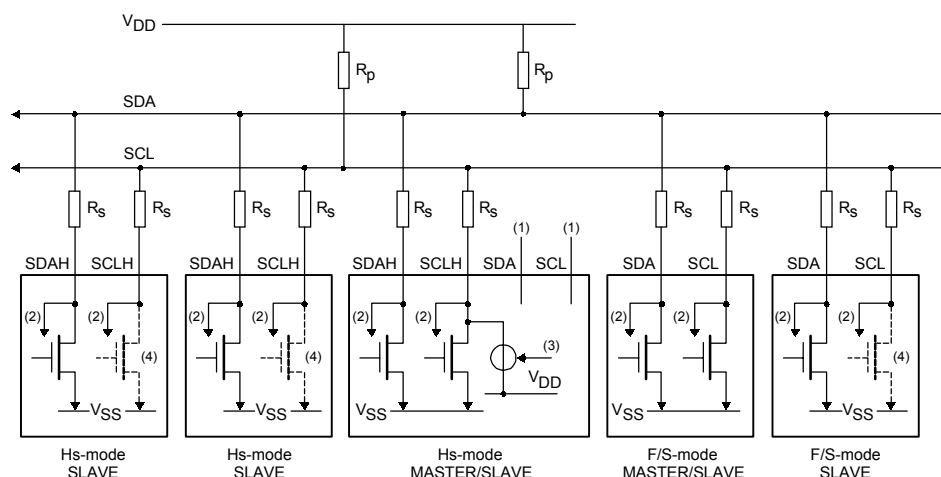 VDD
Rp Rp
SDA
SCL
Rs Rs Rs Rs Rs Rs Rs Rs Rs Rs
(1) (1)
SDAH SCLH SDAH SCLH SDAH SCLH SDA SCL SDA SCL SDA SCL
(2) (2) (2) (2) (2) (2) (2) (2) (2) (2)
(4) (4) (3) (4)
VDD
VSS VSS VSS VSS VSS
Hs-mode Hs-mode Hs-mode F/S-mode F/S-mode
SLAVE SLAVE MASTER/SLAVE MASTER/SLAVE SLAVE